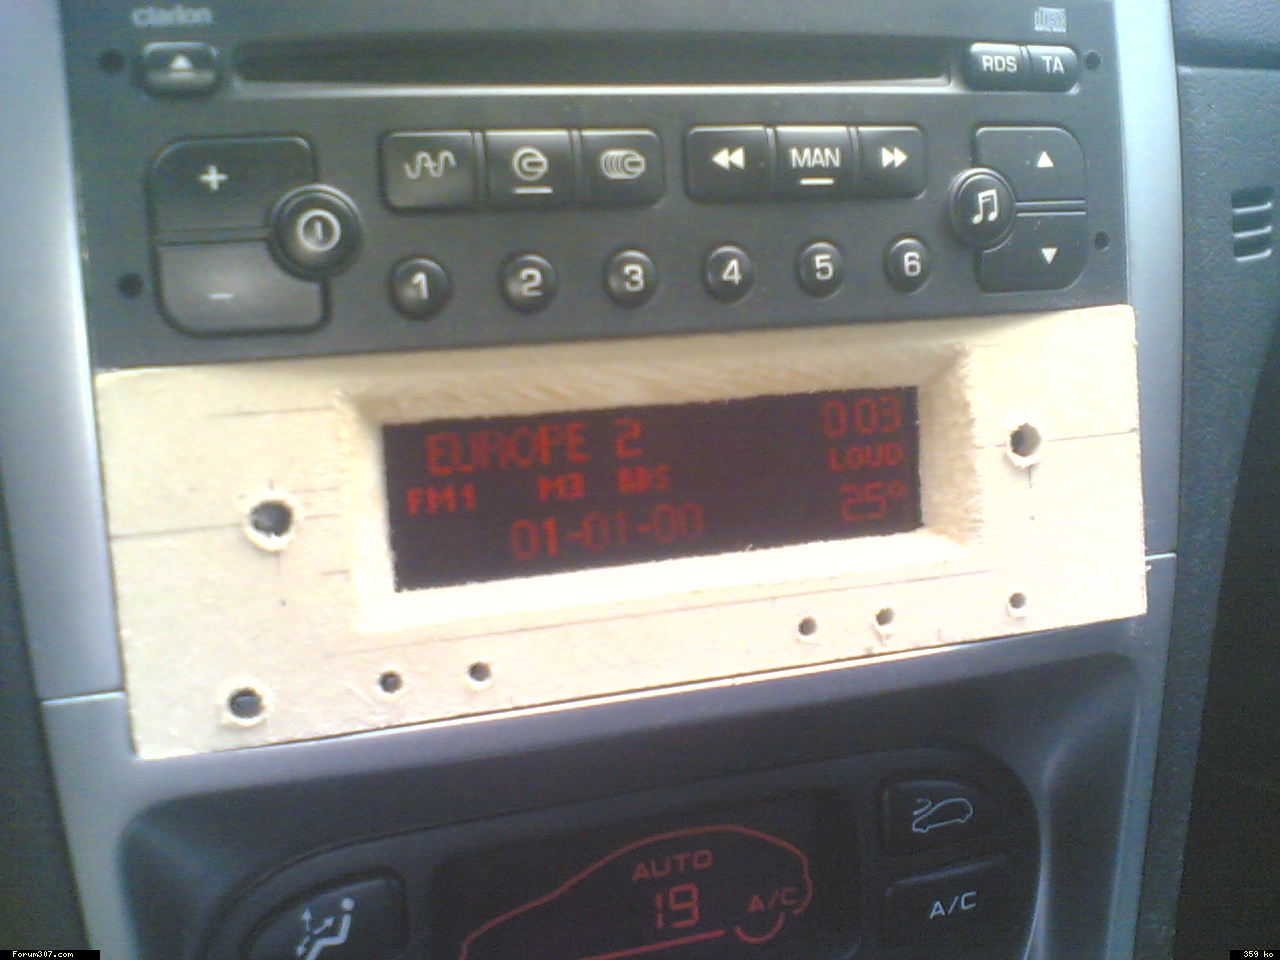 clarion
RDS TA
+
MAN
-
1 2 3 4 5 6
EUROPE 2 0:03
LOUD
FM1 M3 RDS
25°
01-01-00
AUTO
19 A/C
A/C
Forum307.com
359 ko